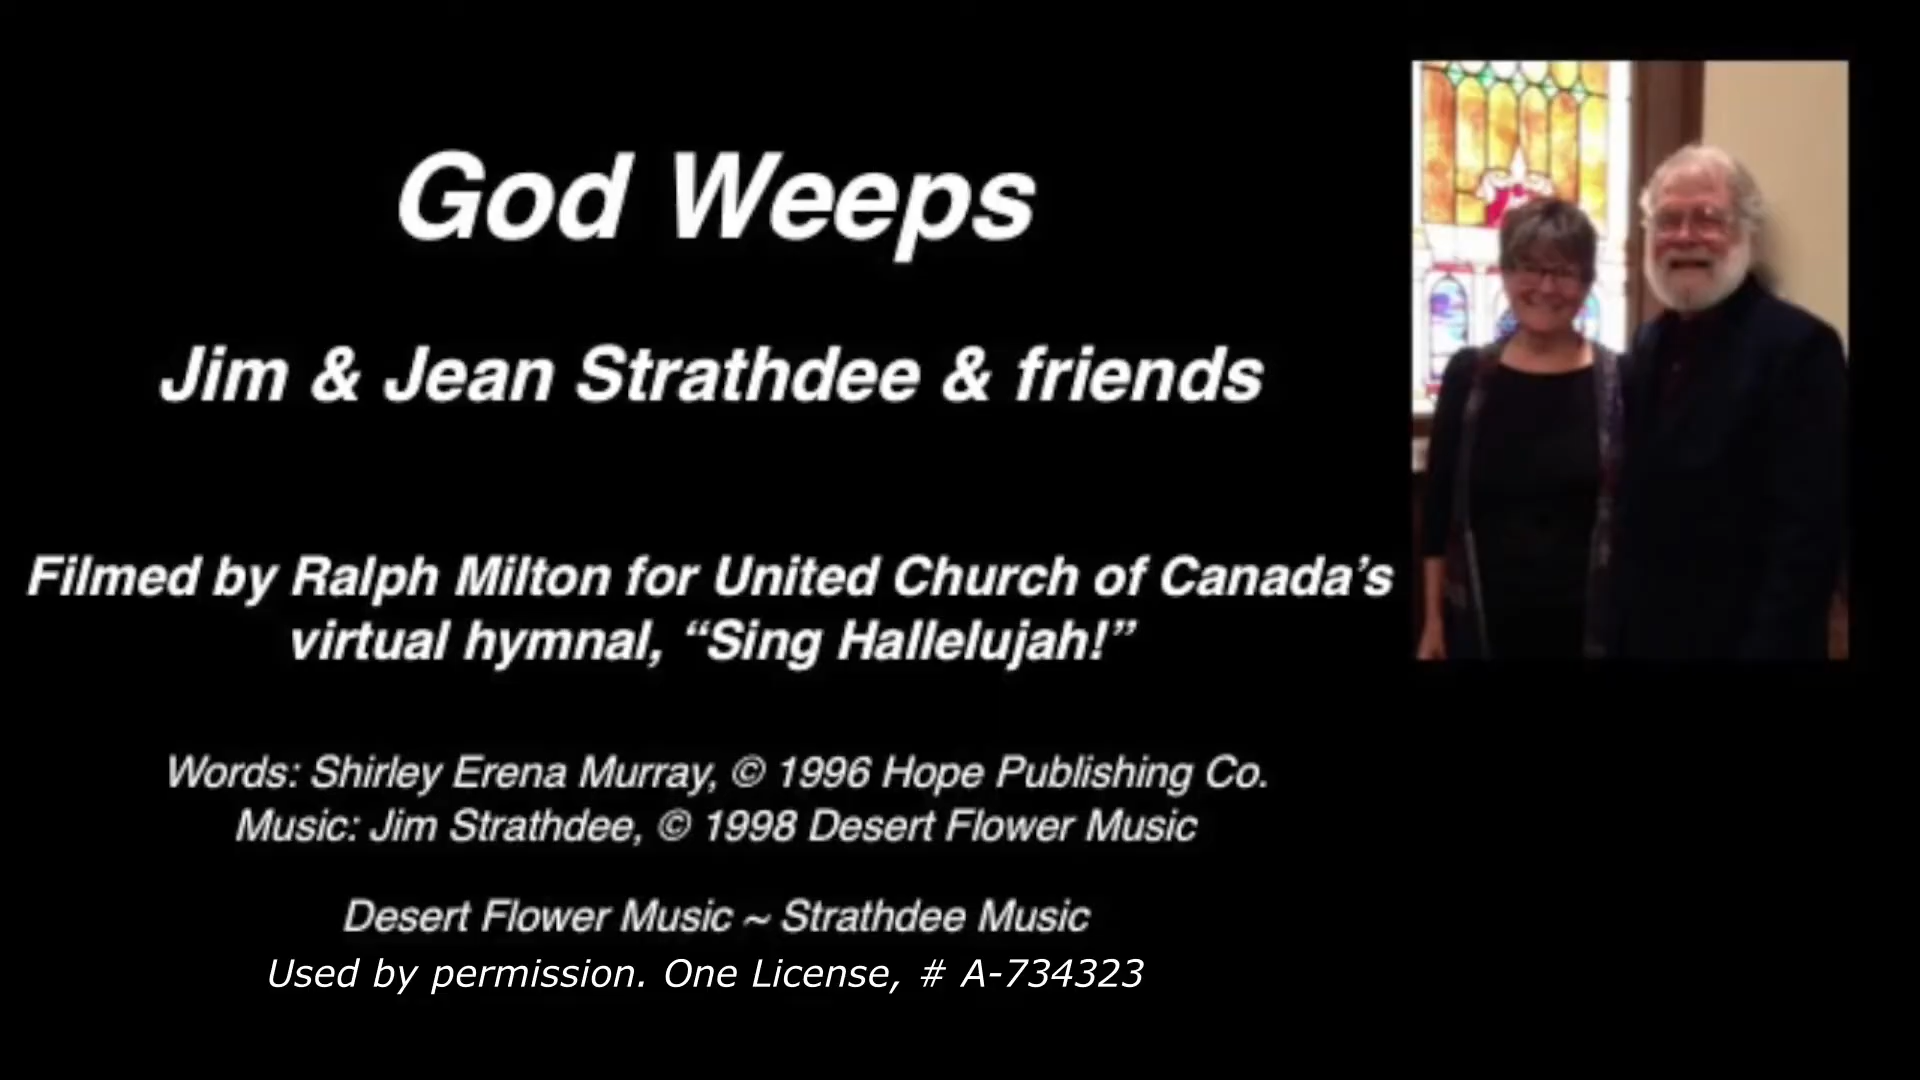 God Weeps
Jim & Jean Strathdee & friends
Filmed by Ralph Milton for United Church of Canada’s
virtual hymnal, “Sing Hallelujah!”
Words: Shirley Erena Murray, © 1996 Hope Publishing Co.
Music: Jim Strathdee, © 1998 Desert Flower Music
Desert Flower Music ~ Strathdee Music
Used by permission. One License, # A-734323